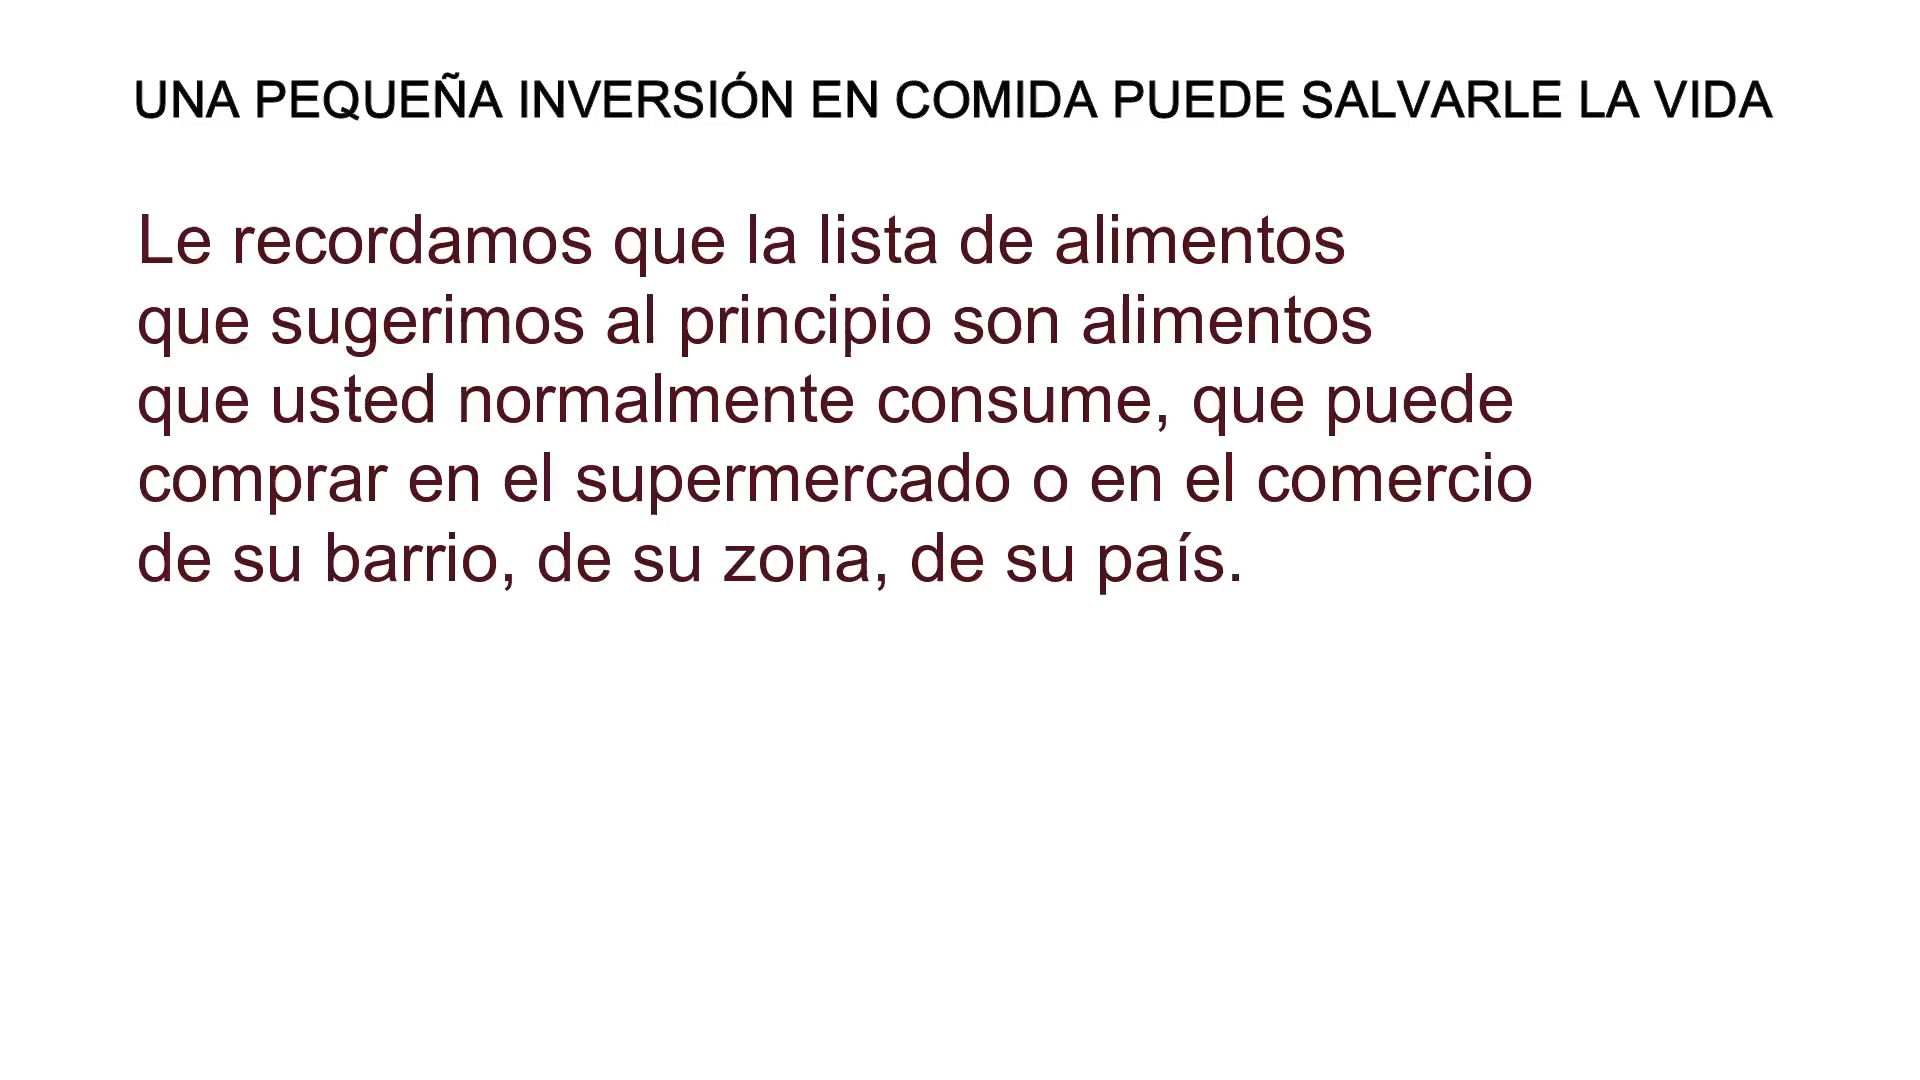 UNA PEQUEÑA INVERSIÓN EN COMIDA PUEDE SALVARLE LA VIDA
Le recordamos que la lista de alimentos
que sugerimos al principio son alimentos
que usted normalmente consume, que puede
comprar en el supermercado o en el comercio
de su barrio, de su zona, de su país.